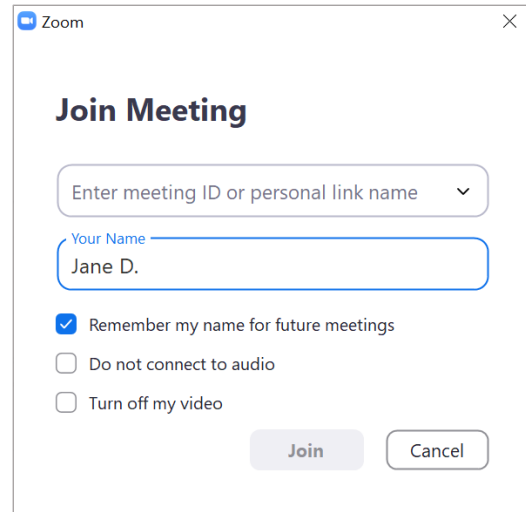 Zoom
Join Meeting
Enter meeting ID or personal link name
Your Name
Jane D.
Remember my name for future meetings
Do not connect to audio
Turn off my video
Join Cancel